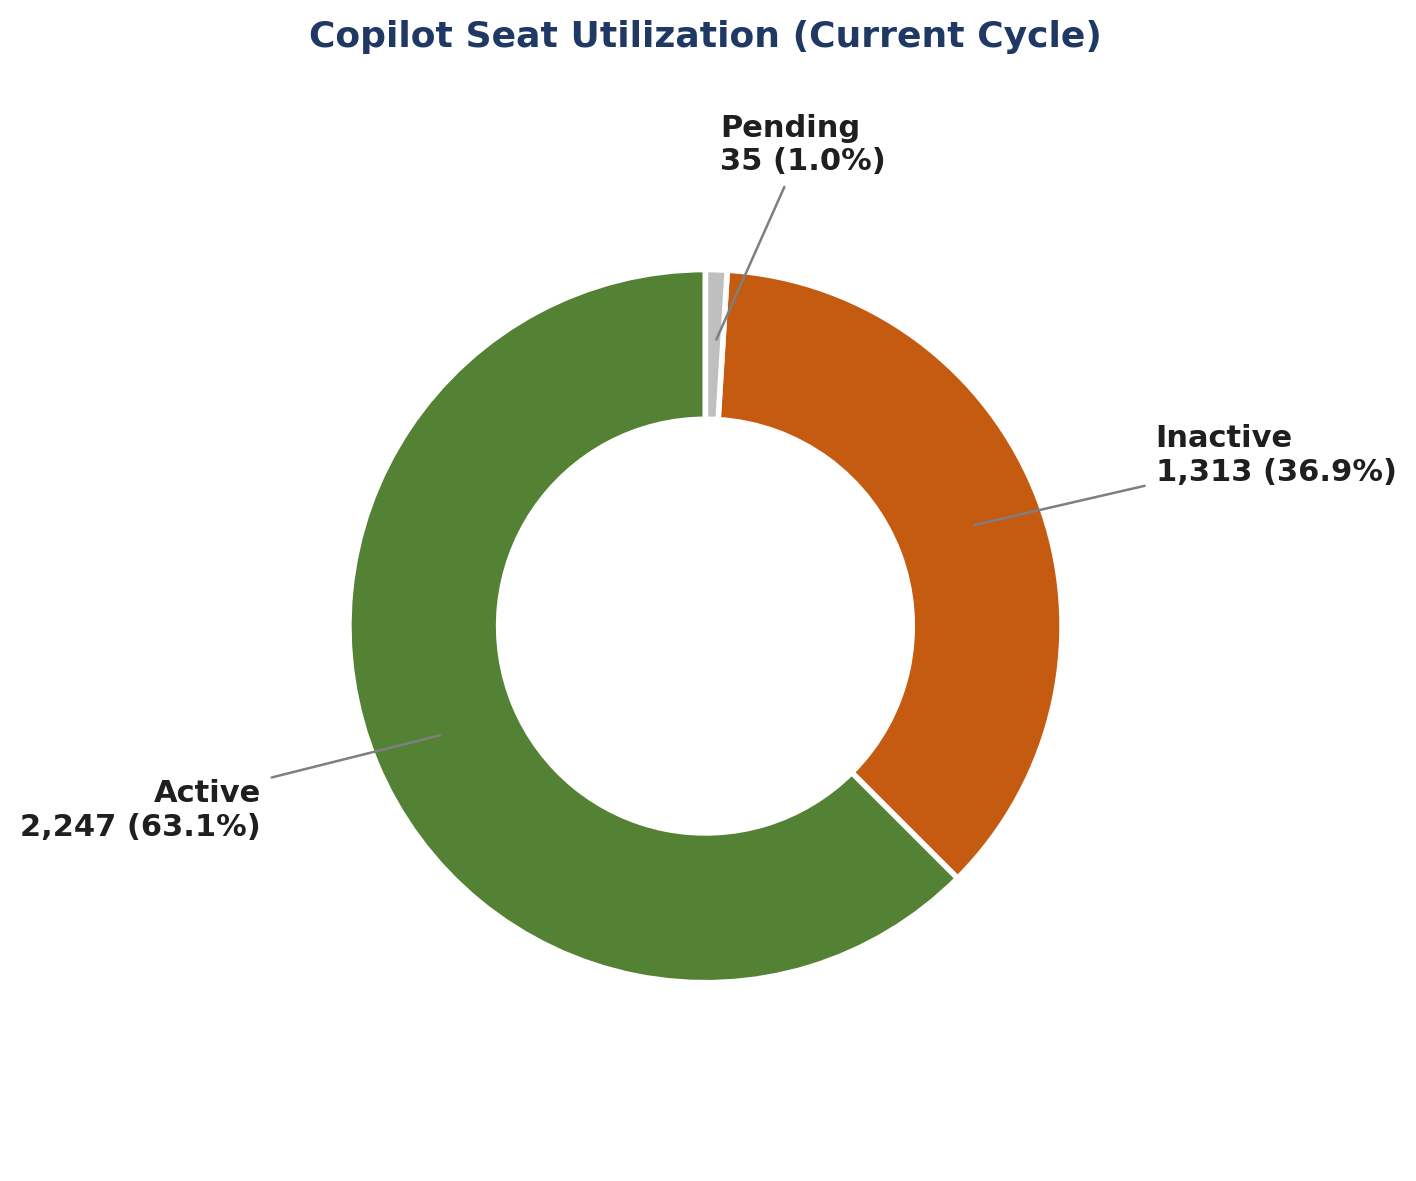 Copilot Seat Utilization (Current Cycle)
Pending
35 (1.0%)
Inactive
1,313 (36.9%)
Active
2,247 (63.1%)